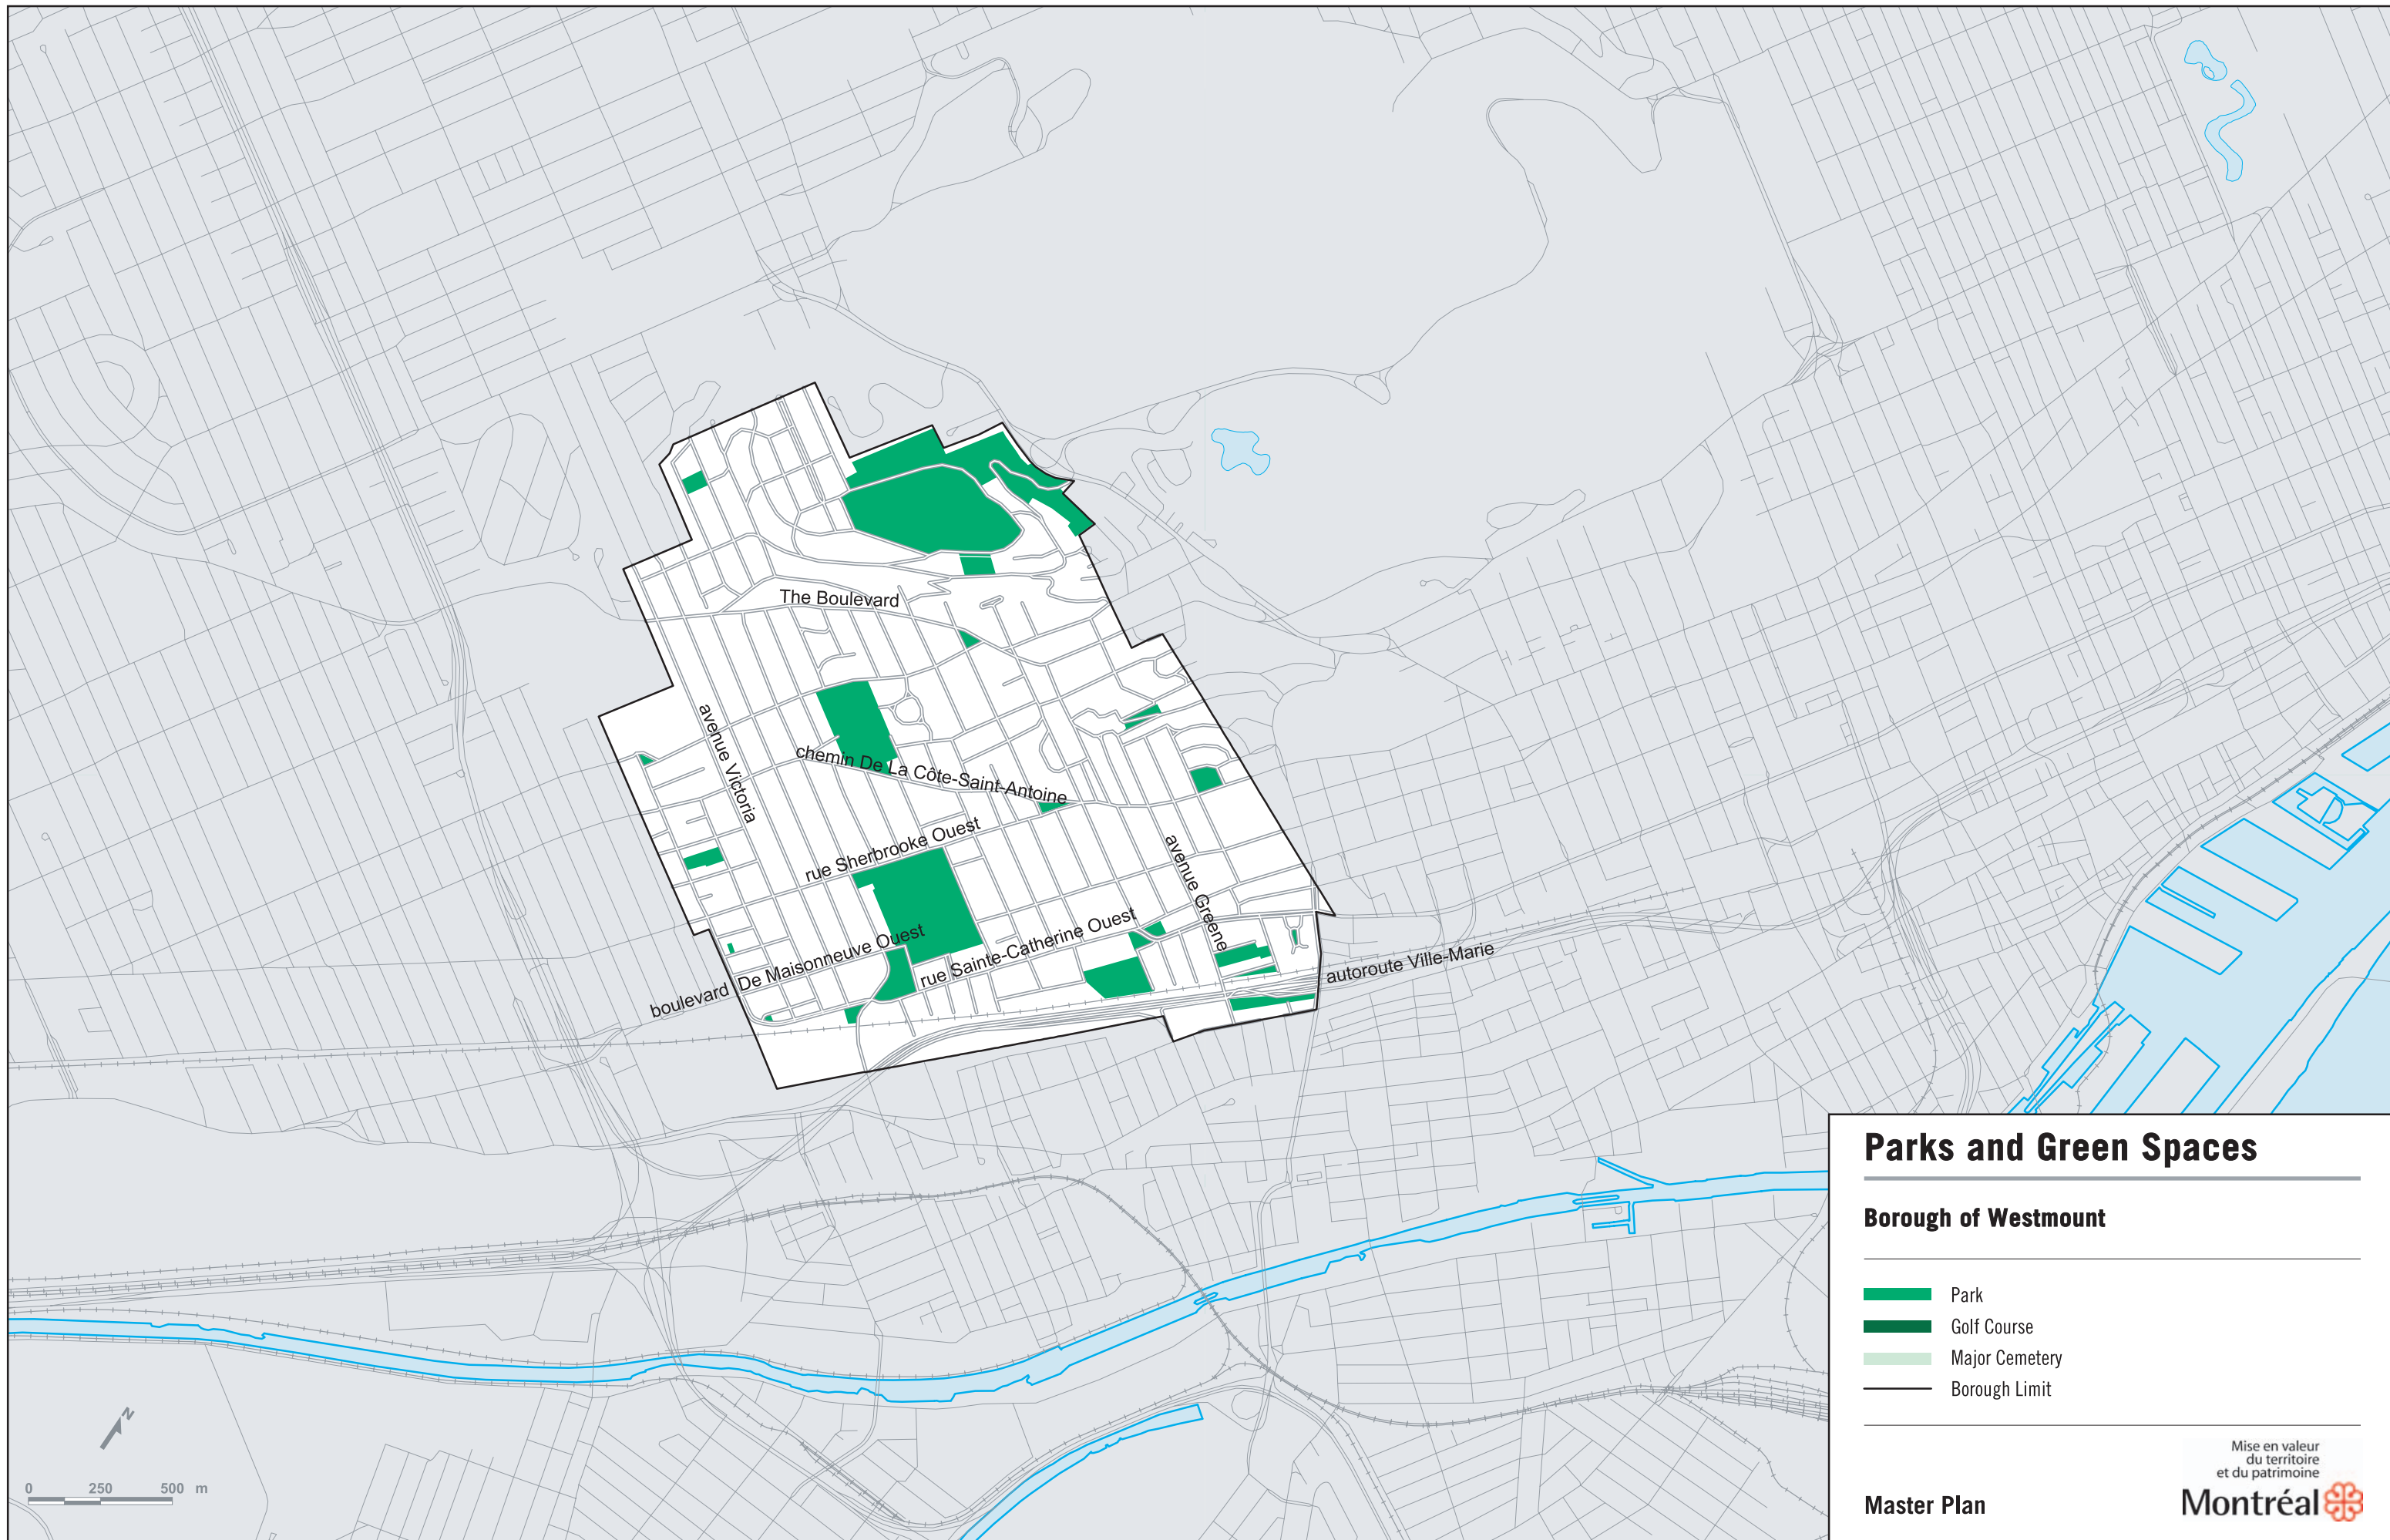 The Boulevard
avenue Victoria
chemin De La Côte-Saint-Antoine
rue Sherbrooke Ouest
avenue Greene
boulevard De Maisonneuve Ouest
rue Sainte-Catherine Ouest
autoroute Ville-Marie
N
0 250 500 m
Parks and Green Spaces
Borough of Westmount
Park
Golf Course
Major Cemetery
Borough Limit
Mise en valeur
du territoire
et du patrimoine
Master Plan
Montréal